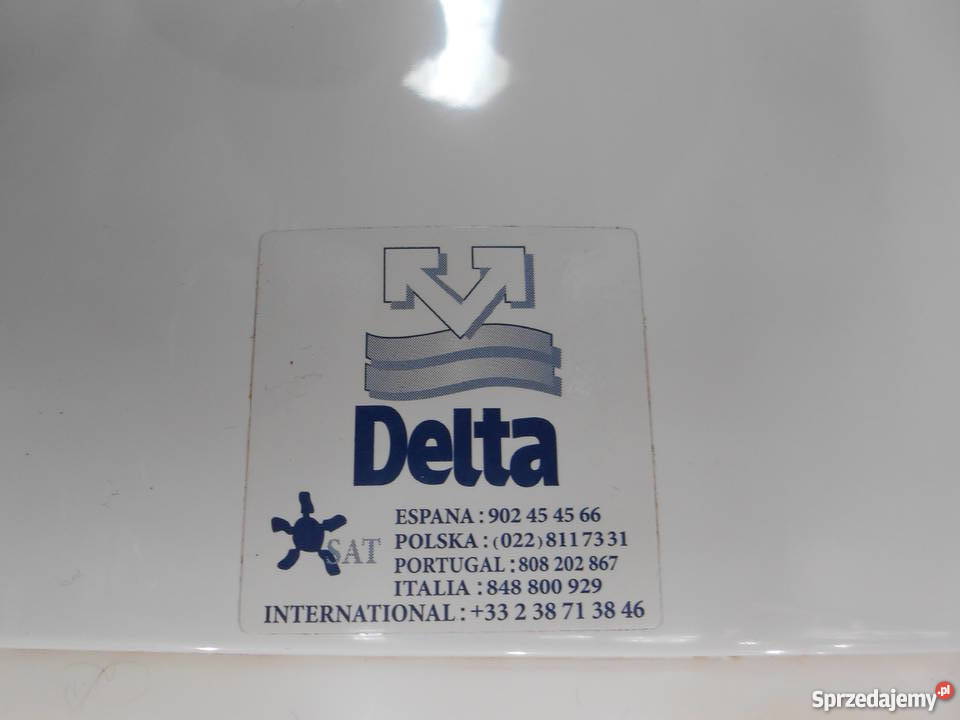 Delta
SAT
ESPANA : 902 45 45 66
POLSKA : (022) 811 73 31
PORTUGAL : 808 202 867
ITALIA : 848 800 929
INTERNATIONAL : +33 2 38 71 38 46
Sprzedajemy.pl